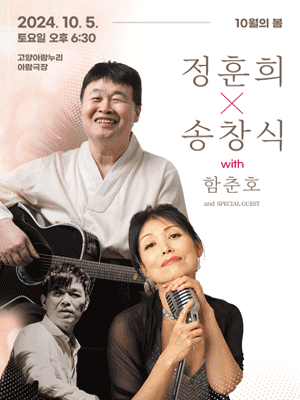 2024. 10. 5.
토요일 오후 6:30
고양아람누리
아람극장
10월의 봄
정훈희
×
송창식
with
함춘호
and SPECIAL GUEST